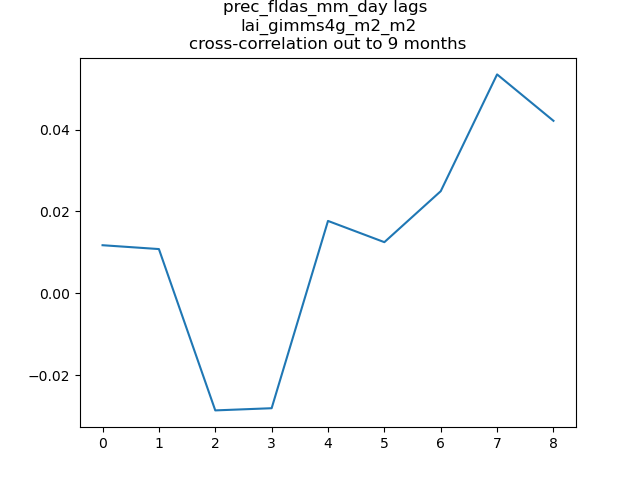 prec_fldas_mm_day lags
lai_gimms4g_m2_m2
cross-correlation out to 9 months
0.04
0.02
0.00
−0.02
0 1 2 3 4 5 6 7 8